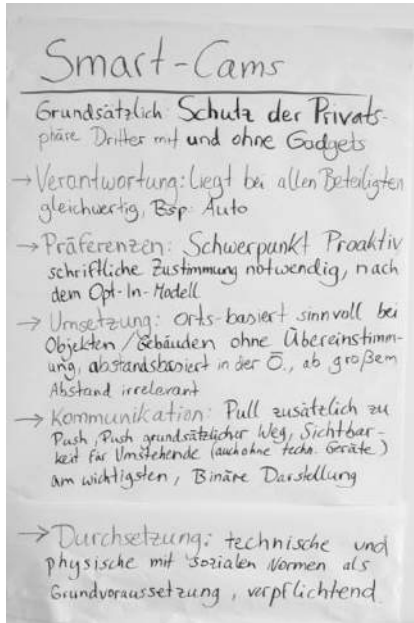 Smart-Cams
Grundsätzlich Schutz der Privats-
phäre Dritter mit und ohne Gadgets
→ Verantwortung: Liegt bei allen Beteiligten
gleichwertig, Bsp. Auto
→ Präferenzen: Schwerpunkt Proaktiv
schriftliche Zustimmung notwendig, nach
dem Opt-In-Modell
→ Umsetzung: Orts-basiert sinnvoll bei
Objekten / Gebäuden ohne Übereinstimm-
ung, abstandsbasiert in der Ö., ab großem
Abstand irrelevant
→ Kommunikation: Pull zusätzlich zu
Push, Push grundsätzlicher Weg, Sichtbar-
keit für Umstehende (auch ohne techn. Geräte)
am wichtigsten, Binäre Darstellung
→ Durchsetzung: technische und
physische mit sozialen Normen als
Grundvoraussetzung, verpflichtend